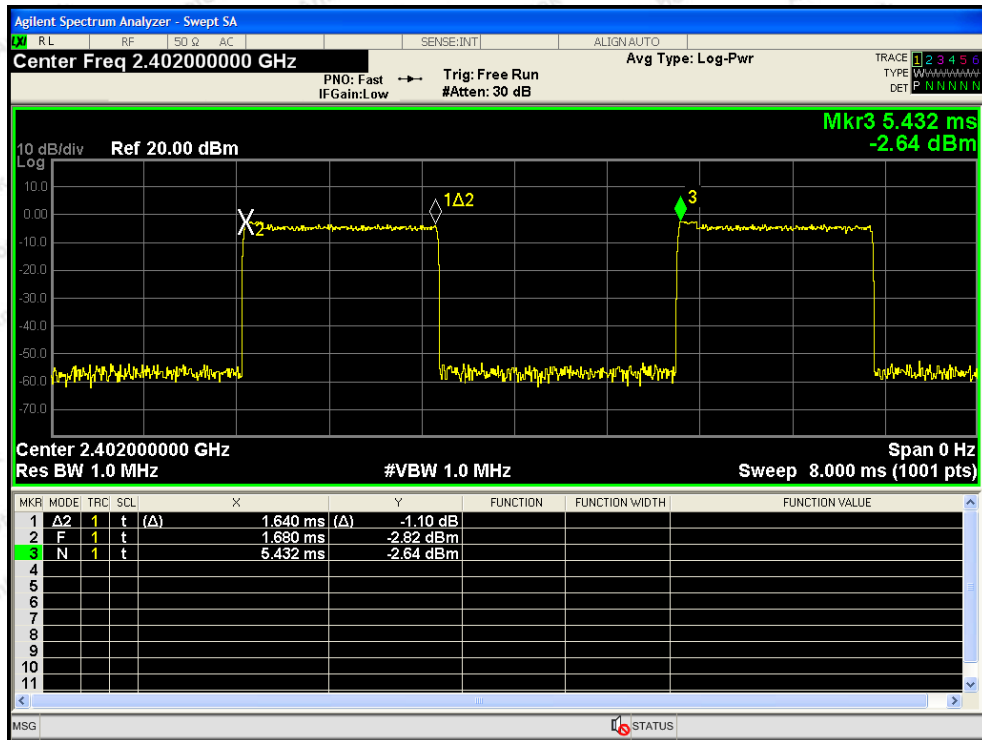 Agilent Spectrum Analyzer - Swept SA
LXI RL RF 50 Ω AC SENSE:INT ALIGN AUTO
Center Freq 2.402000000 GHz Avg Type: Log-Pwr TRACE 1 2 3 4 5 6
PNO: Fast Trig: Free Run TYPE WWWWWW
IFGain:Low #Atten: 30 dB DET P N N N N N
Mkr3 5.432 ms
10 dB/div Ref 20.00 dBm -2.64 dBm
Log
10.0
0.00
-10.0
-20.0
-30.0
-40.0
-50.0
-60.0
-70.0
2
1Δ2
3
Center 2.402000000 GHz Span 0 Hz
Res BW 1.0 MHz #VBW 1.0 MHz Sweep 8.000 ms (1001 pts)
MKR MODE TRC SCL X Y FUNCTION FUNCTION WIDTH FUNCTION VALUE
1 Δ2 1 t (Δ) 1.640 ms (Δ) -1.10 dB
2 F 1 t 1.680 ms -2.82 dBm
3 N 1 t 5.432 ms -2.64 dBm
4
5
6
7
8
9
10
11
MSG STATUS